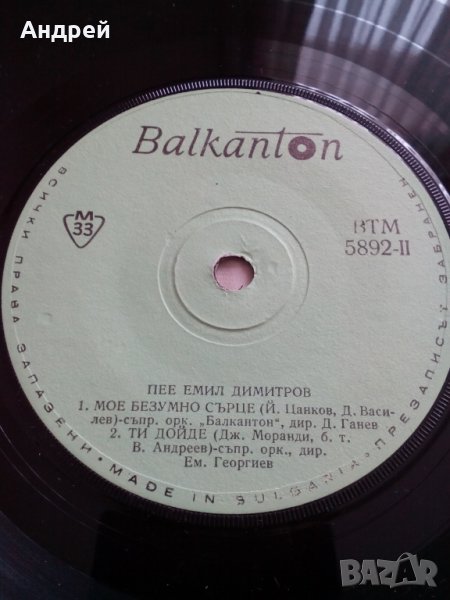 Андрей
Balkanton
M
33
ВТМ
5892-II
ВСИЧКИ ПРАВА ЗАПАЗЕНИ • MADE IN BULGARIA • ПРЕЗАПИСЪТ ЗАБРАНЕН
ПЕЕ ЕМИЛ ДИМИТРОВ
1. МОЕ БЕЗУМНО СЪРЦЕ (Й. Цанков, Д. Васи-
лев)-съпр. орк. „Балкантон", дир. Д. Ганев
2. ТИ ДОЙДЕ (Дж. Моранди, б. т.
В. Андреев)-съпр. орк., дир.
Ем. Георгиев
BAZAR